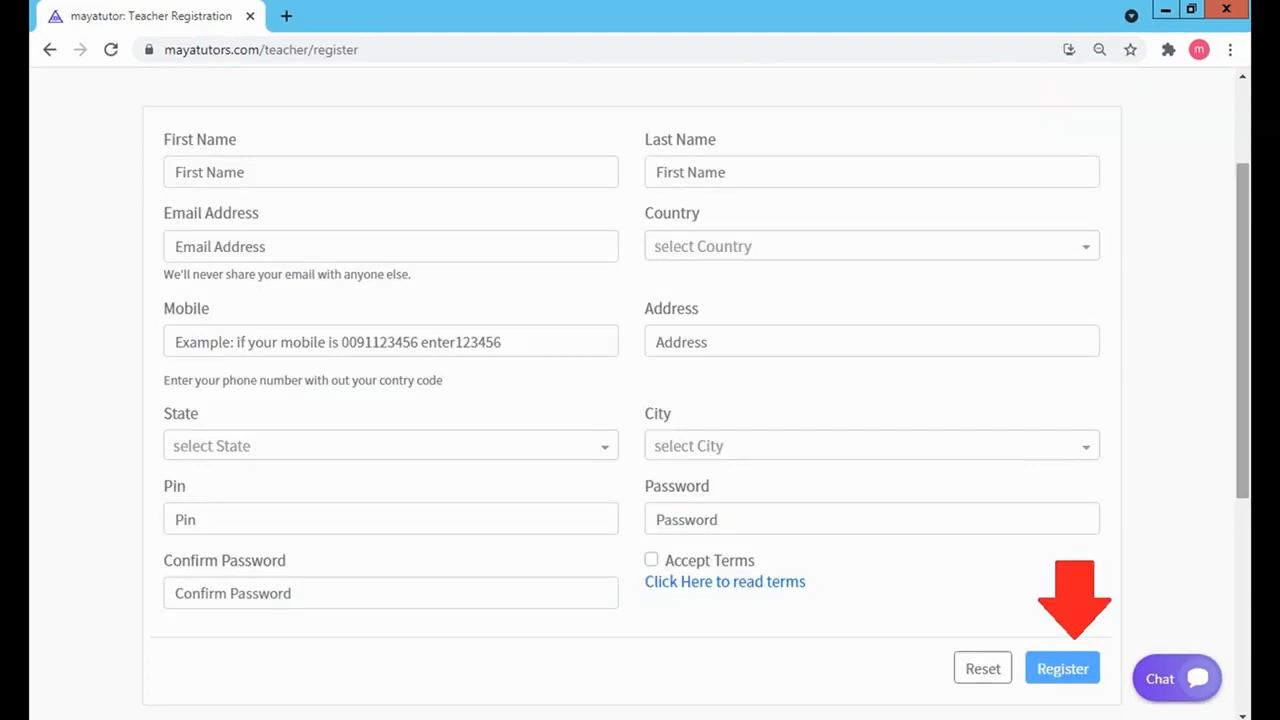 mayatutor: Teacher Registration
mayatutors.com/teacher/register
m
First Name
Last Name
First Name
First Name
Email Address
Country
Email Address
select Country
We'll never share your email with anyone else.
Mobile
Address
Example: if your mobile is 0091123456 enter123456
Address
Enter your phone number with out your contry code
State
City
select State
select City
Pin
Password
Pin
Password
Confirm Password
Accept Terms
Click Here to read terms
Confirm Password
Reset
Register
Chat